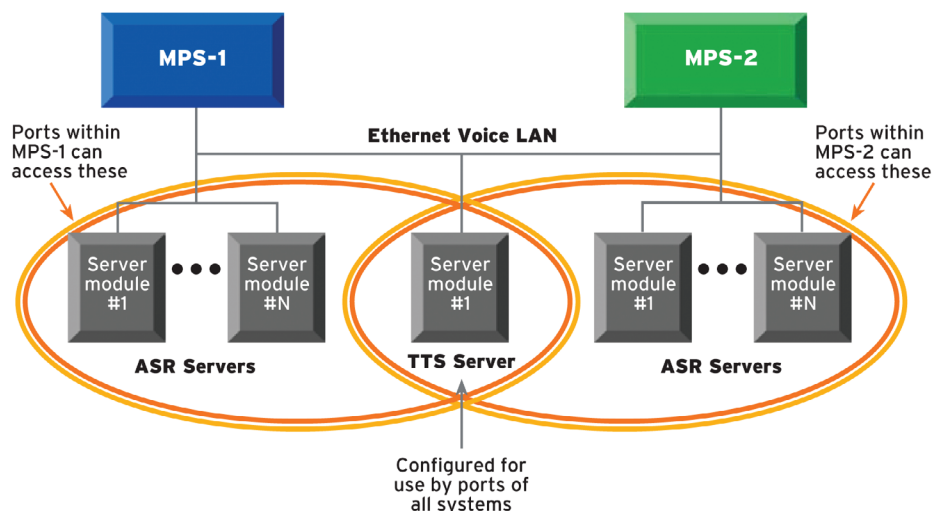 MPS-1
MPS-2
Ethernet Voice LAN
Ports within
MPS-1 can
access these
Ports within
MPS-2 can
access these
Server
module
#1
Server
module
#N
Server
module
#1
Server
module
#1
Server
module
#N
ASR Servers
TTS Server
ASR Servers
Configured for
use by ports of
all systems